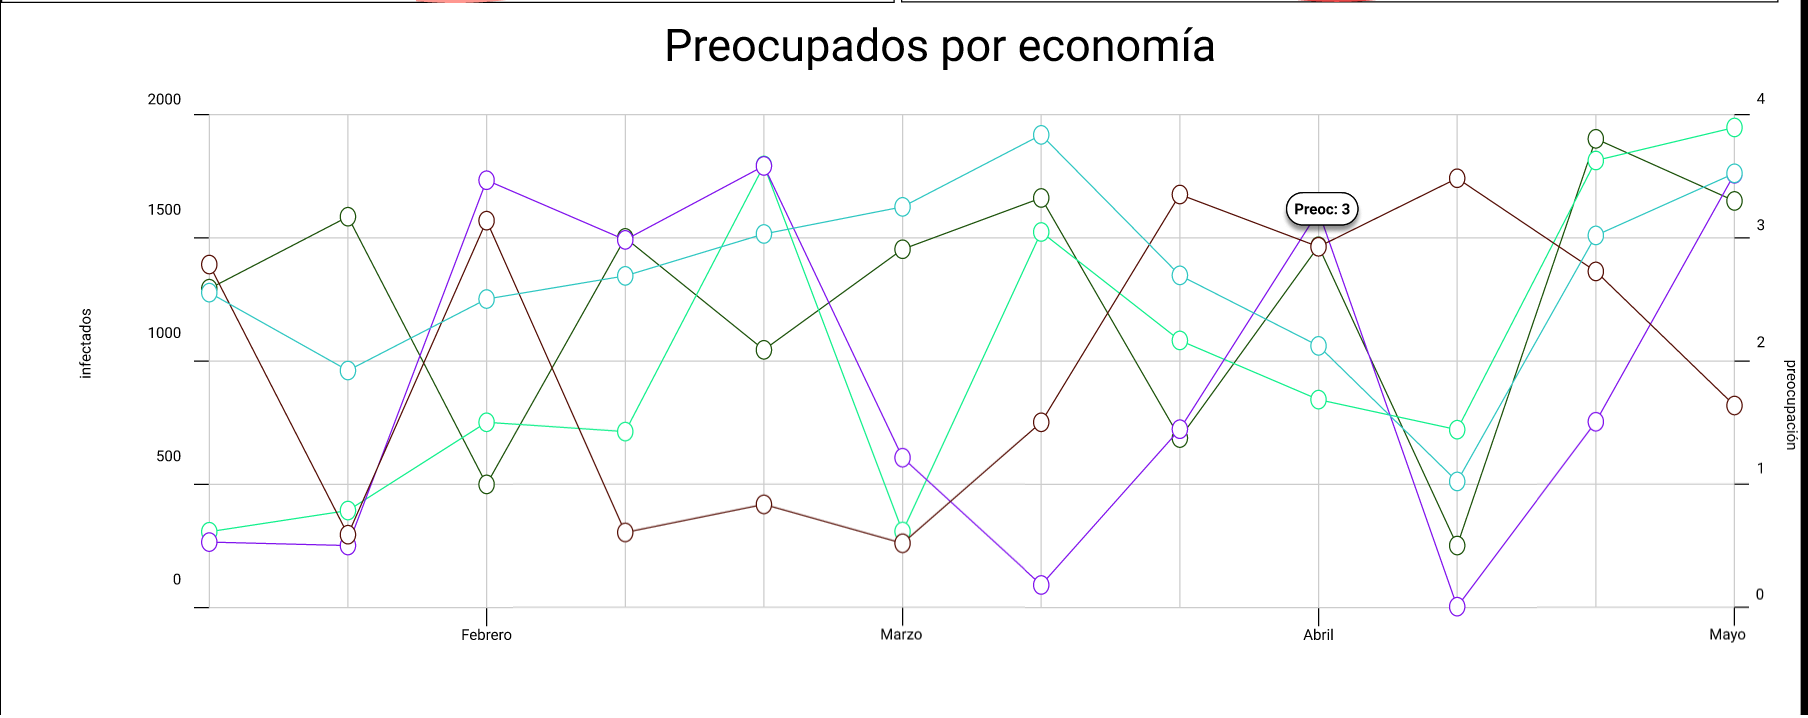 Preocupados por economía
2000
4
1500
3
Preoc: 3
1000
2
infectados
preocupación
500
1
0
0
Febrero
Marzo
Abril
Mayo